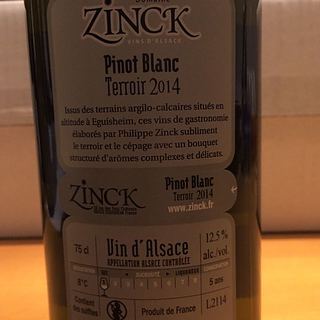 DOMAINE
ZINCK
VINS D'ALSACE
Pinot Blanc
Terroir 2014
Issus des terrains argilo-calcaires situés en
altitude à Eguisheim, ces vins de gastronomie
élaborés par Philippe Zinck subliment
le terroir et le cépage avec un bouquet
structuré d'arômes complexes et délicats.
ZINCK
Pinot Blanc
Terroir 2014
www.zinck.fr
75 cl
Vin d'Alsace
APPELLATION ALSACE CONTRÔLÉE
12.5 %
alc./vol.
SEC
MOELLEUX
8°C
5 ans
Contient
des sulfites
Produit de France
L2114